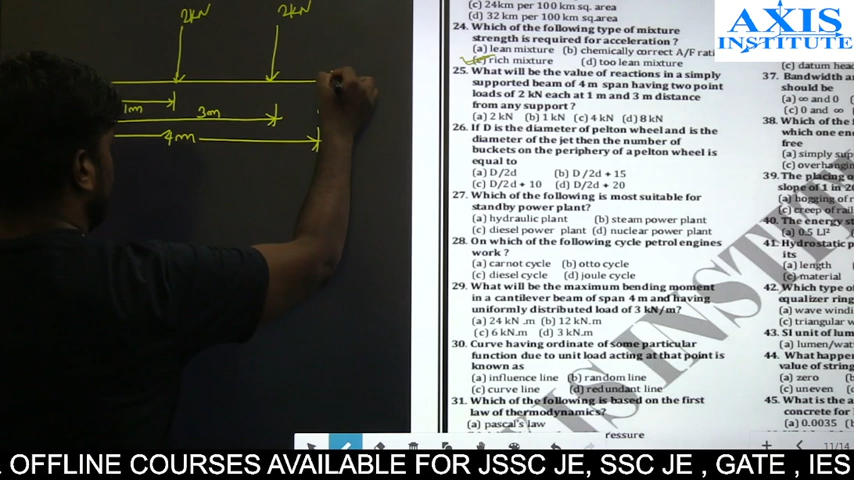 2kN
2kN
1m
3m
4m
(c) 24km per 100 km sq. area
(d) 32 km per 100 km sq.area
24. Which of the following type of mixture
strength is required for acceleration ?
(a) lean mixture (b) chemically correct A/F rati
(c) rich mixture (d) too lean mixture
25. What will be the value of reactions in a simply
supported beam of 4 m span having two point
loads of 2 kN each at 1 m and 3 m distance
from any support ?
(a) 2 kN (b) 1 kN (c) 4 kN (d) 8 kN
26. If D is the diameter of pelton wheel and is the
diameter of the jet then the number of
buckets on the periphery of a pelton wheel is
equal to
(a) D/2d (b) D /2d + 15
(c) D/2d + 10 (d) D/2d + 20
27. Which of the following is most suitable for
standby power plant?
(a) hydraulic plant (b) steam power plant
(c) diesel power plant (d) nuclear power plant
28. On which of the following cycle petrol engines
work ?
(a) carnot cycle (b) otto cycle
(c) diesel cycle (d) joule cycle
29. What will be the maximum bending moment
in a cantilever beam of span 4 m and having
uniformly distributed load of 3 kN/m?
(a) 24 kN .m (b) 12 kN.m
(c) 6 kN.m (d) 3 kN.m
30. Curve having ordinate of some particular
function due to unit load acting at that point is
known as
(a) influence line (b) random line
(c) curve line (d) redundant line
31. Which of the following is based on the first
law of thermodynamics?
(a) pascal's law
ressure
AXIS
INSTITUTE
(c) datum hea
37. Bandwidth a
should be
(a) ∞ and 0 (
(c) 0 and ∞
38. Which of the
which one en
free
(a) simply sup
(c) overhangin
39. The placing o
slope of 1 in 2
(a) hogging of r
(c) creep of rail
40. The energy s
(a) 0.5 LI²
41. Hydrostatic p
its
(a) length
(c) material
42. Which type o
equalizer ring
(a) wave windi
(c) triangular w
43. SI unit of lum
(a) lumen/wat
44. What happen
value of string
(a) zero (b
(c) uneven (d
45. What is the a
concrete for
(a) 0.0035 (b
IS INSTE
11/14
. OFFLINE COURSES AVAILABLE FOR JSSC JE, SSC JE , GATE , IES